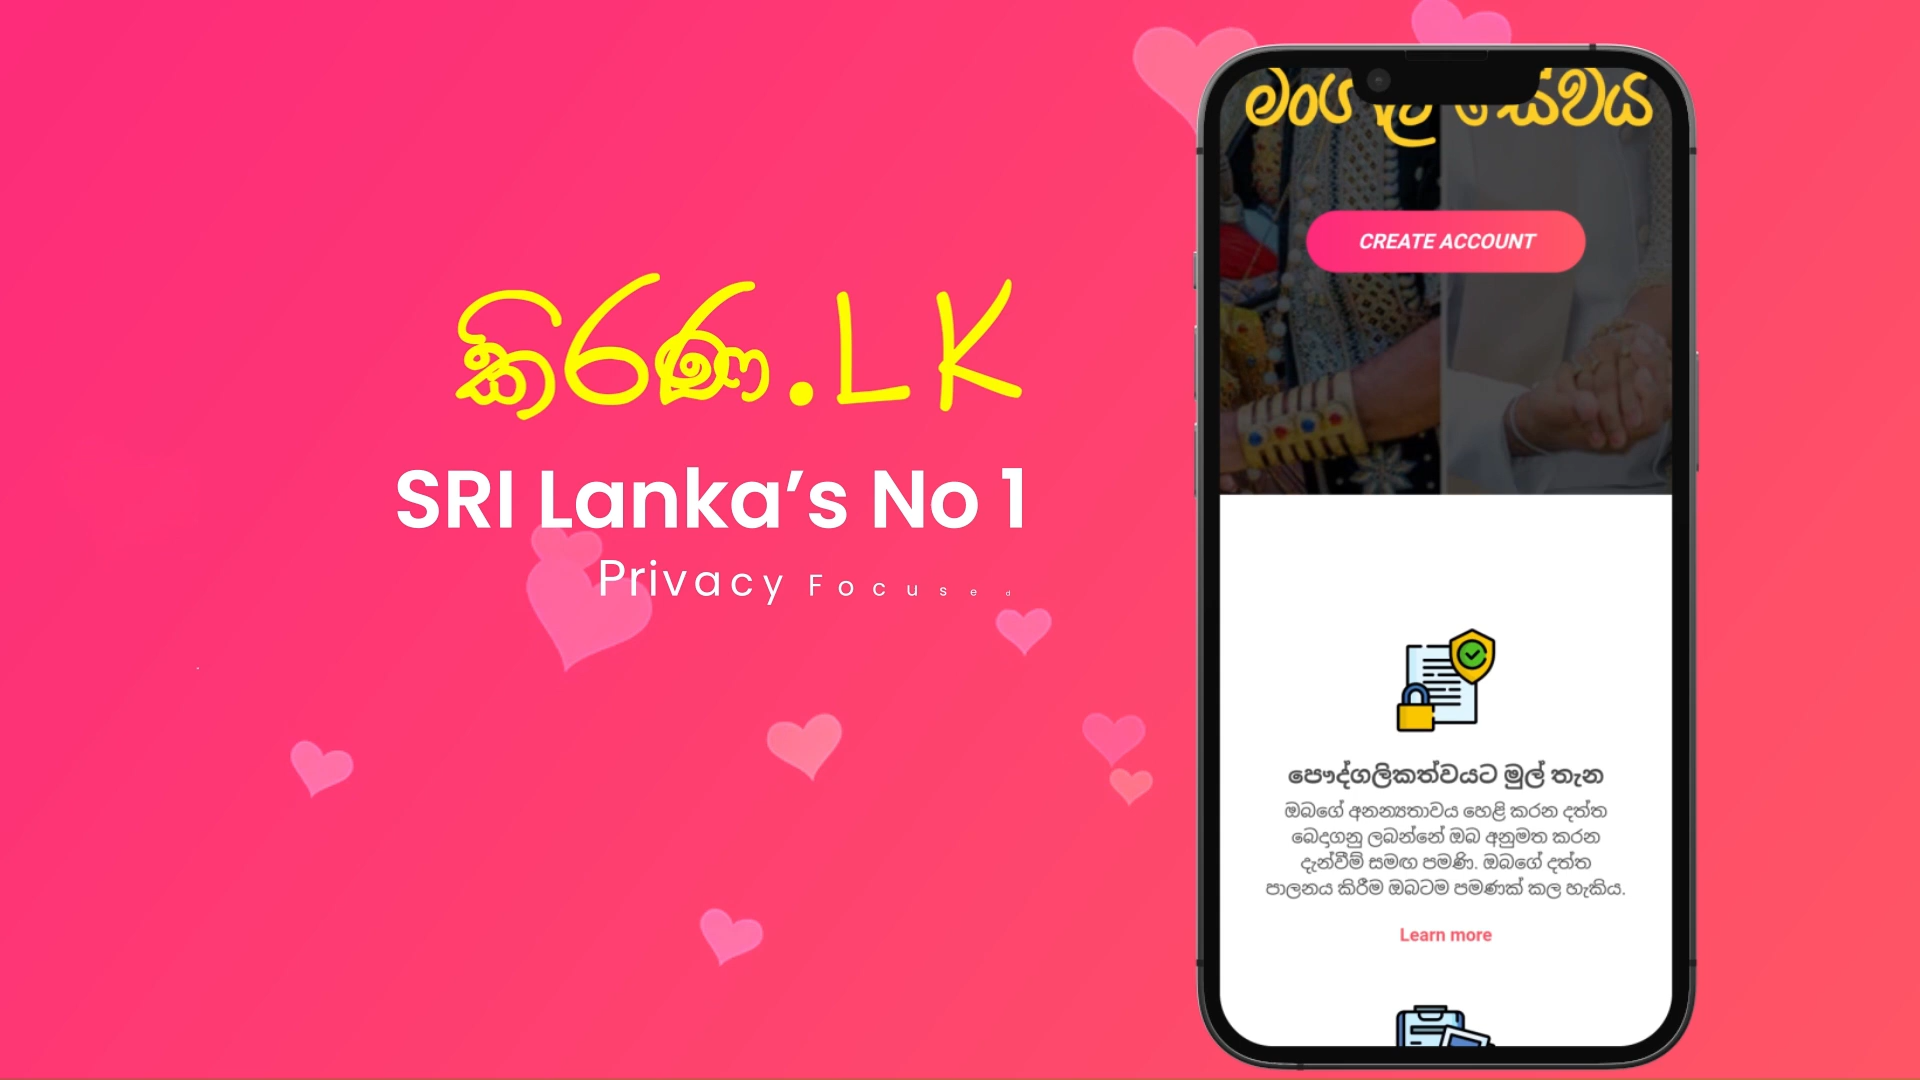 කිරණ.LK
SRI Lanka’s No 1
Privacy Focused
සේවය
CREATE ACCOUNT
පෞද්ගලිකත්වයට මුල් තැන
ඔබගේ අනන්‍යතාවය හෙළි කරන දත්ත
බෙදාගනු ලබන්නේ ඔබ අනුමත කරන
දැන්වීම් සමඟ පමණි. ඔබගේ දත්ත
පාලනය කිරීම ඔබටම පමණක් කල හැකිය.
Learn more